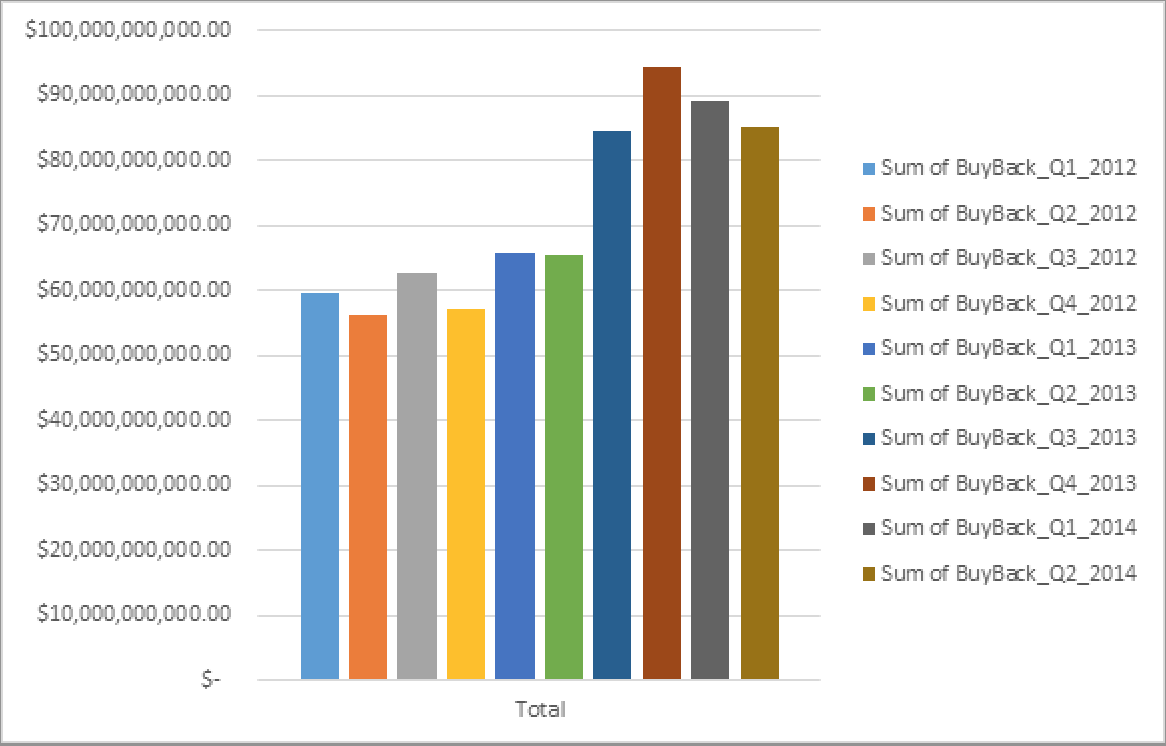 $100,000,000,000.00
$90,000,000,000.00
$80,000,000,000.00
$70,000,000,000.00
$60,000,000,000.00
$50,000,000,000.00
$40,000,000,000.00
$30,000,000,000.00
$20,000,000,000.00
$10,000,000,000.00
$-
Total
Sum of BuyBack_Q1_2012
Sum of BuyBack_Q2_2012
Sum of BuyBack_Q3_2012
Sum of BuyBack_Q4_2012
Sum of BuyBack_Q1_2013
Sum of BuyBack_Q2_2013
Sum of BuyBack_Q3_2013
Sum of BuyBack_Q4_2013
Sum of BuyBack_Q1_2014
Sum of BuyBack_Q2_2014